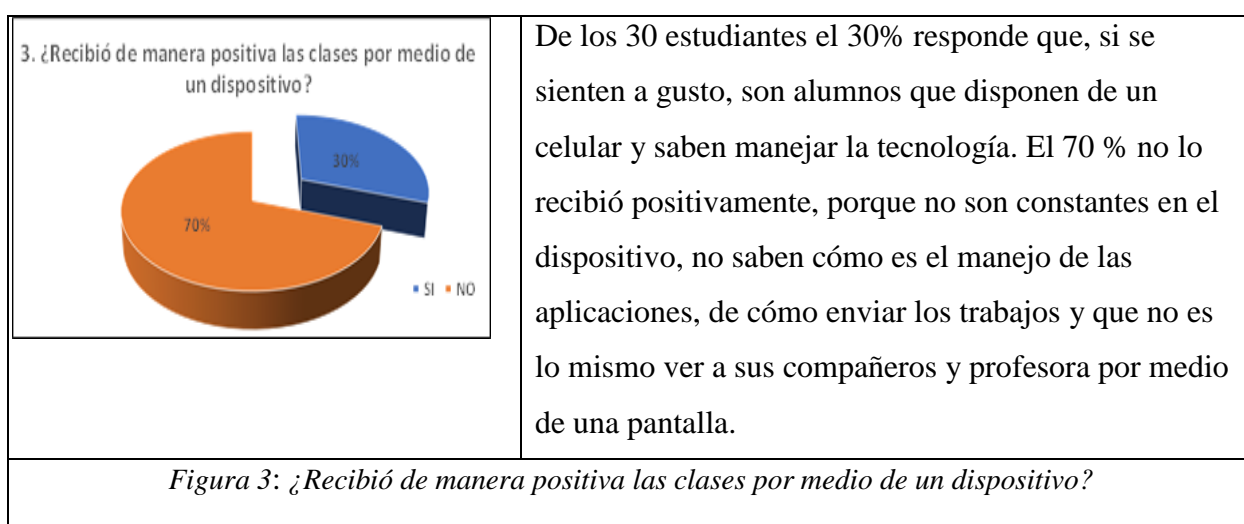 3. ¿Recibió de manera positiva las clases por medio de
un dispositivo?
30%
70%
SI NO
De los 30 estudiantes el 30% responde que, si se
sienten a gusto, son alumnos que disponen de un
celular y saben manejar la tecnología. El 70 % no lo
recibió positivamente, porque no son constantes en el
dispositivo, no saben cómo es el manejo de las
aplicaciones, de cómo enviar los trabajos y que no es
lo mismo ver a sus compañeros y profesora por medio
de una pantalla.
Figura 3: ¿Recibió de manera positiva las clases por medio de un dispositivo?